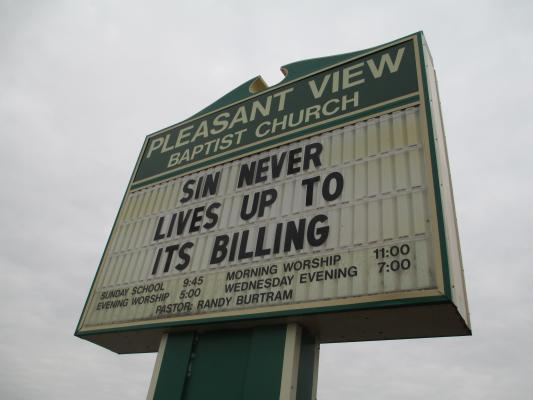 PLEASANT VIEW
BAPTIST CHURCH
SIN NEVER
LIVES UP TO
ITS BILLING
SUNDAY SCHOOL 9:45 MORNING WORSHIP 11:00
EVENING WORSHIP 5:00 WEDNESDAY EVENING 7:00
PASTOR: RANDY BURTRAM